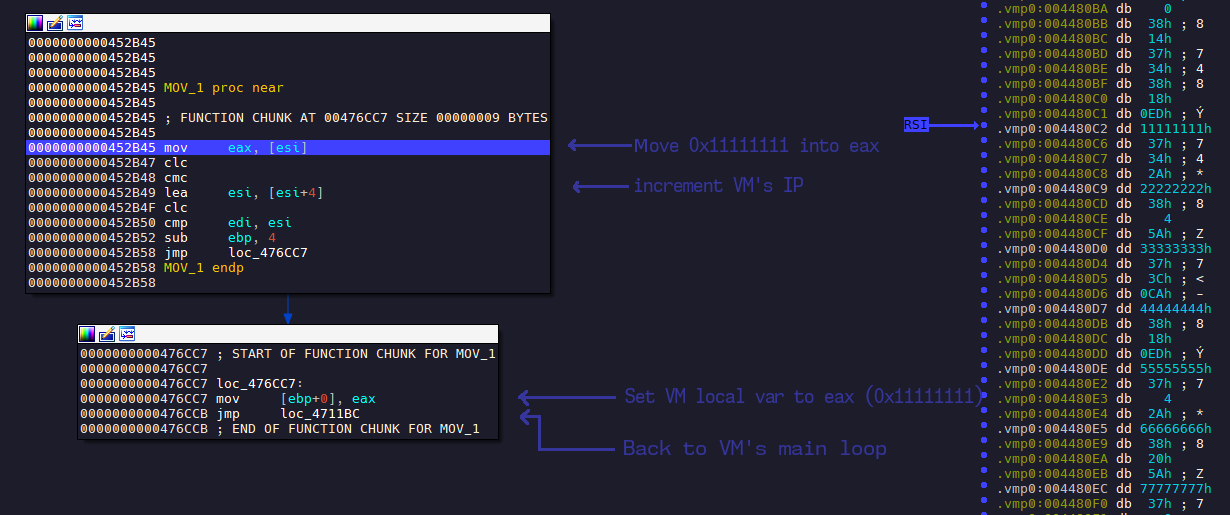 0000000000452B45
0000000000452B45
0000000000452B45
0000000000452B45 MOV_1 proc near
0000000000452B45
0000000000452B45 ; FUNCTION CHUNK AT 00476CC7 SIZE 00000009 BYTES
0000000000452B45
0000000000452B45 mov eax, [esi]
0000000000452B47 clc
0000000000452B48 cmc
0000000000452B49 lea esi, [esi+4]
0000000000452B4F clc
0000000000452B50 cmp edi, esi
0000000000452B52 sub ebp, 4
0000000000452B58 jmp loc_476CC7
0000000000452B58 MOV_1 endp
0000000000452B58
Move 0x11111111 into eax
increment VM's IP
0000000000476CC7 ; START OF FUNCTION CHUNK FOR MOV_1
0000000000476CC7
0000000000476CC7 loc_476CC7:
0000000000476CC7 mov [ebp+0], eax
0000000000476CCB jmp loc_4711BC
0000000000476CCB ; END OF FUNCTION CHUNK FOR MOV_1
Set VM local var to eax (0x11111111)
Back to VM's main loop
RSI
.vmp0:004480BA db 0
.vmp0:004480BB db 38h ; 8
.vmp0:004480BC db 14h
.vmp0:004480BD db 37h ; 7
.vmp0:004480BE db 34h ; 4
.vmp0:004480BF db 38h ; 8
.vmp0:004480C0 db 18h
.vmp0:004480C1 db 0EDh ; Ý
.vmp0:004480C2 dd 11111111h
.vmp0:004480C6 db 37h ; 7
.vmp0:004480C7 db 34h ; 4
.vmp0:004480C8 db 2Ah ; *
.vmp0:004480C9 dd 22222222h
.vmp0:004480CD db 38h ; 8
.vmp0:004480CE db 4
.vmp0:004480CF db 5Ah ; Z
.vmp0:004480D0 dd 33333333h
.vmp0:004480D4 db 37h ; 7
.vmp0:004480D5 db 3Ch ; <
.vmp0:004480D6 db 0CAh ; -
.vmp0:004480D7 dd 44444444h
.vmp0:004480DB db 38h ; 8
.vmp0:004480DC db 18h
.vmp0:004480DD db 0EDh ; Ý
.vmp0:004480DE dd 55555555h
.vmp0:004480E2 db 37h ; 7
.vmp0:004480E3 db 4
.vmp0:004480E4 db 2Ah ; *
.vmp0:004480E5 dd 66666666h
.vmp0:004480E9 db 38h ; 8
.vmp0:004480EA db 20h
.vmp0:004480EB db 5Ah ; Z
.vmp0:004480EC dd 77777777h
.vmp0:004480F0 db 37h ; 7